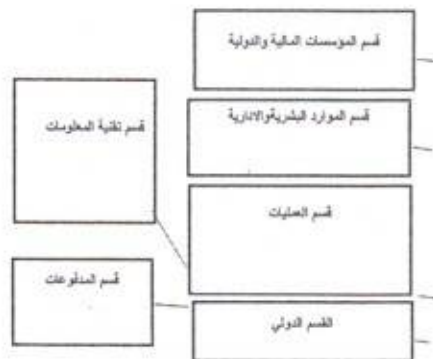 قسم المؤسسات المالية والدولية
قسم الموارد البشرية والادارية
قسم تقنية المعلومات
قسم العمليات
قسم المدفوعات
القسم الدولي